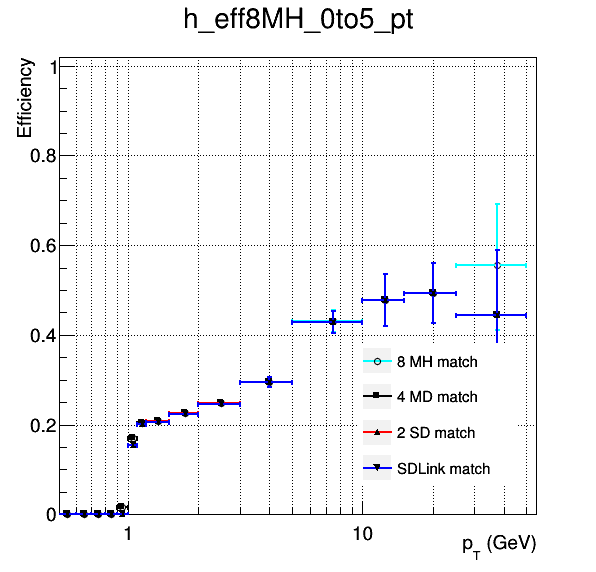 h_eff8MH_0to5_pt
Efficiency
1
0.8
0.6
0.4
0.2
0
8 MH match
4 MD match
2 SD match
SDLink match
1
10
p_T (GeV)